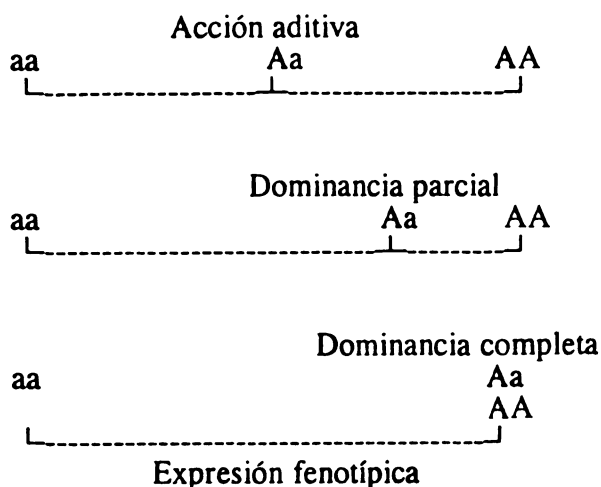 Acción aditiva
aa Aa AA
Dominancia parcial
aa Aa AA
Dominancia completa
aa Aa
AA
Expresión fenotípica